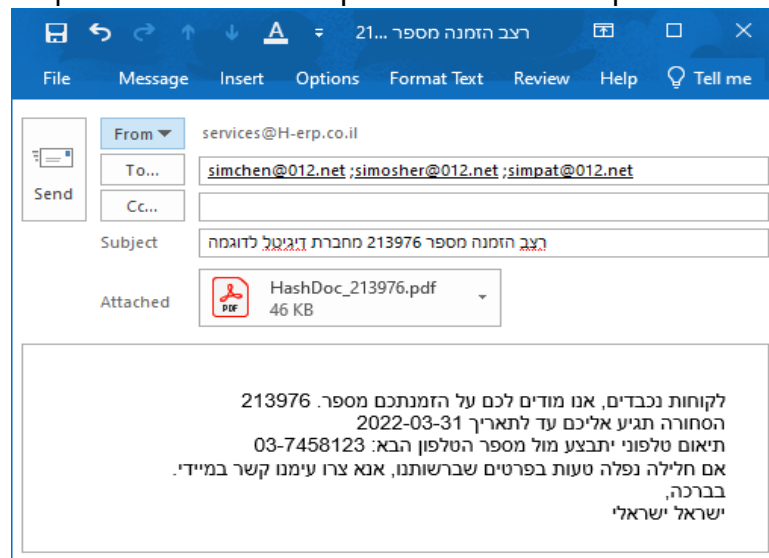 רצב הזמנה מספר ...21
File Message Insert Options Format Text Review Help Tell me
From services@H-erp.co.il
To... simchen@012.net ;simosher@012.net ;simpat@012.net
Send
Cc...
Subject רצב הזמנה מספר 213976 מחברת דיגיטל לדוגמה
Attached
HashDoc_213976.pdf
PDF
46 KB
לקוחות נכבדים, אנו מודים לכם על הזמנתכם מספר. 213976
הסחורה תגיע אליכם עד לתאריך 2022-03-31
תיאום טלפוני יתבצע מול מספר הטלפון הבא: 03-7458123
אם חלילה נפלה טעות בפרטים שברשותנו, אנא צרו עימנו קשר במיידי.
בברכה,
ישראל ישראלי